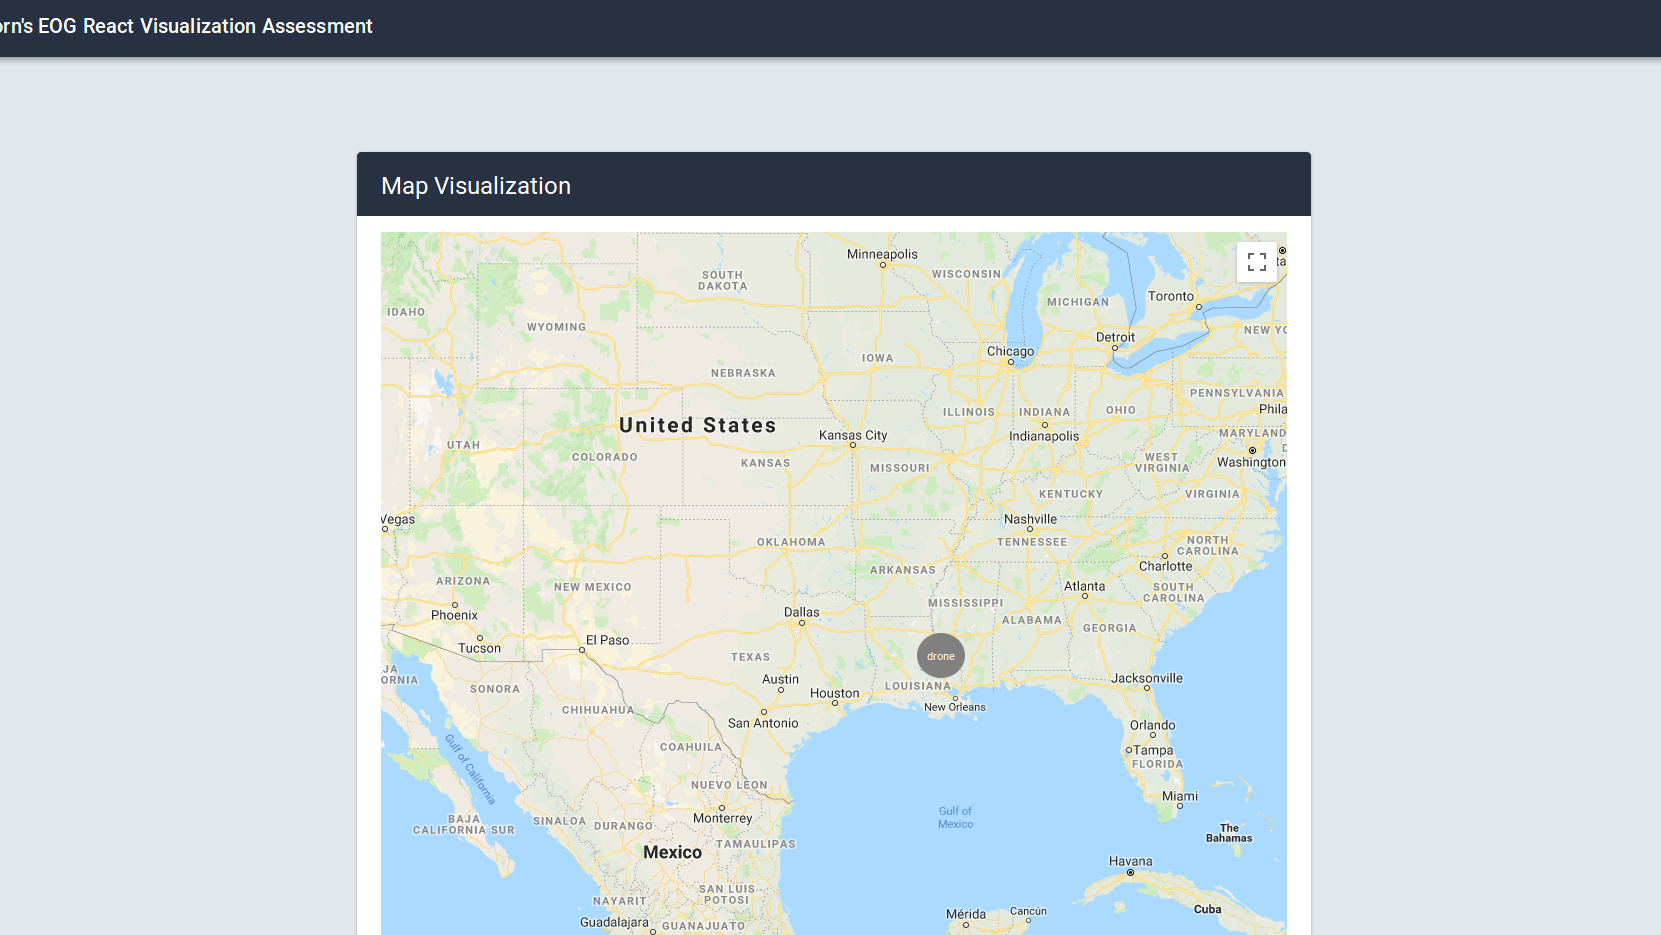 orn's EOG React Visualization Assessment
Map Visualization
Minneapolis
SOUTH
DAKOTA
WISCONSIN
MICHIGAN
Toronto
IDAHO
WYOMING
NEW YO
Detroit
Chicago
IOWA
NEBRASKA
PENNSYLVANIA
ILLINOIS
INDIANA
OHIO
Phila
United States
Kansas City
Indianapolis
MARYLAND
UTAH
COLORADO
KANSAS
MISSOURI
WEST
VIRGINIA
Washington
KENTUCKY
VIRGINIA
Vegas
Nashville
OKLAHOMA
TENNESSEE
NORTH
CAROLINA
ARKANSAS
Charlotte
ARIZONA
NEW MEXICO
Atlanta
SOUTH
CAROLINA
Phoenix
MISSISSIPPI
Dallas
ALABAMA
GEORGIA
El Paso
Tucson
TEXAS
drone
JA
ORNIA
SONORA
Austin
Houston
LOUISIANA
Jacksonville
CHIHUAHUA
New Orleans
San Antonio
Orlando
COAHUILA
Tampa
FLORIDA
Gulf of California
NUEVO LEON
Miami
BAJA
CALIFORNIA SUR
SINALOA
DURANGO
Monterrey
Gulf of
Mexico
The
Bahamas
Mexico
TAMAULIPAS
Havana
SAN LUIS
POTOSI
NAYARIT
Cuba
Guadalajara
GUANAJUATO
Mérida
Cancún